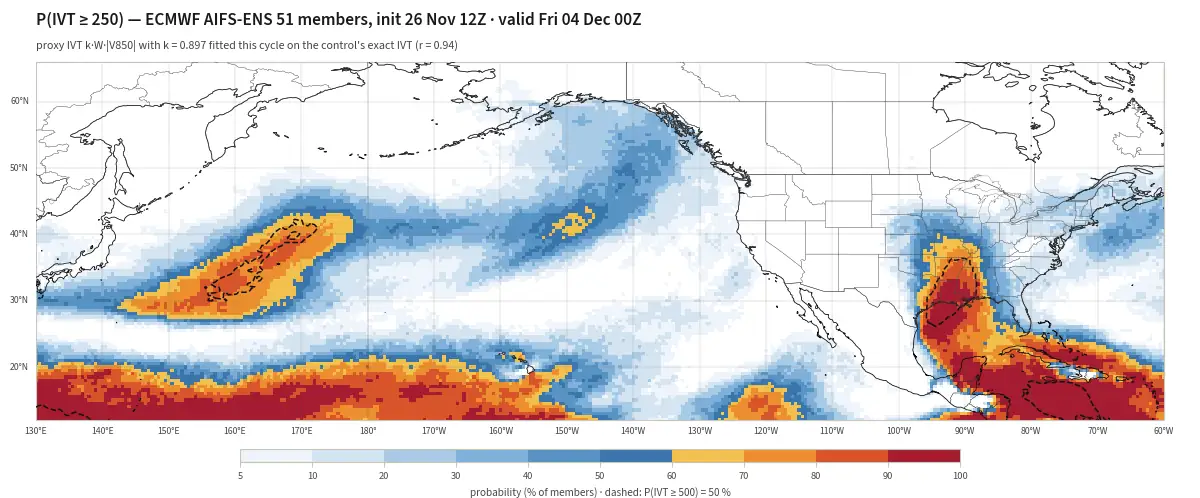 P(IVT ≥ 250) — ECMWF AIFS-ENS 51 members, init 26 Nov 12Z · valid Fri 04 Dec 00Z
proxy IVT k·W·|V850| with k = 0.897 fitted this cycle on the control's exact IVT (r = 0.94)
60°N
50°N
40°N
30°N
20°N
130°E 140°E 150°E 160°E 170°E 180° 170°W 160°W 150°W 140°W 130°W 120°W 110°W 100°W 90°W 80°W 70°W 60°W
5 10 20 30 40 50 60 70 80 90 100
probability (% of members) · dashed: P(IVT ≥ 500) = 50 %